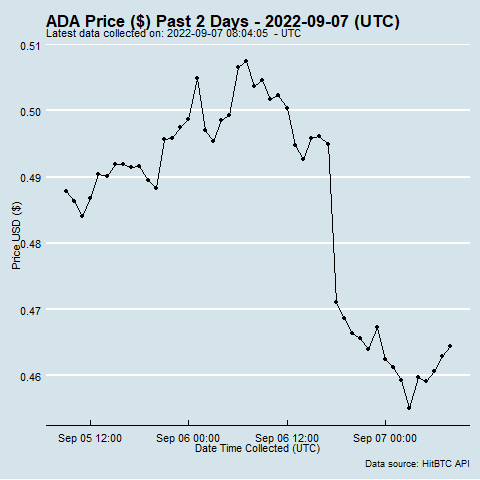 ADA Price ($) Past 2 Days - 2022-09-07 (UTC)
Latest data collected on: 2022-09-07 08:04:05  - UTC
0.51
0.50
0.49
0.48
0.47
0.46
Price USD ($)
Sep 05 12:00 Sep 06 00:00 Sep 06 12:00 Sep 07 00:00
Date Time Collected (UTC)
Data source: HitBTC API